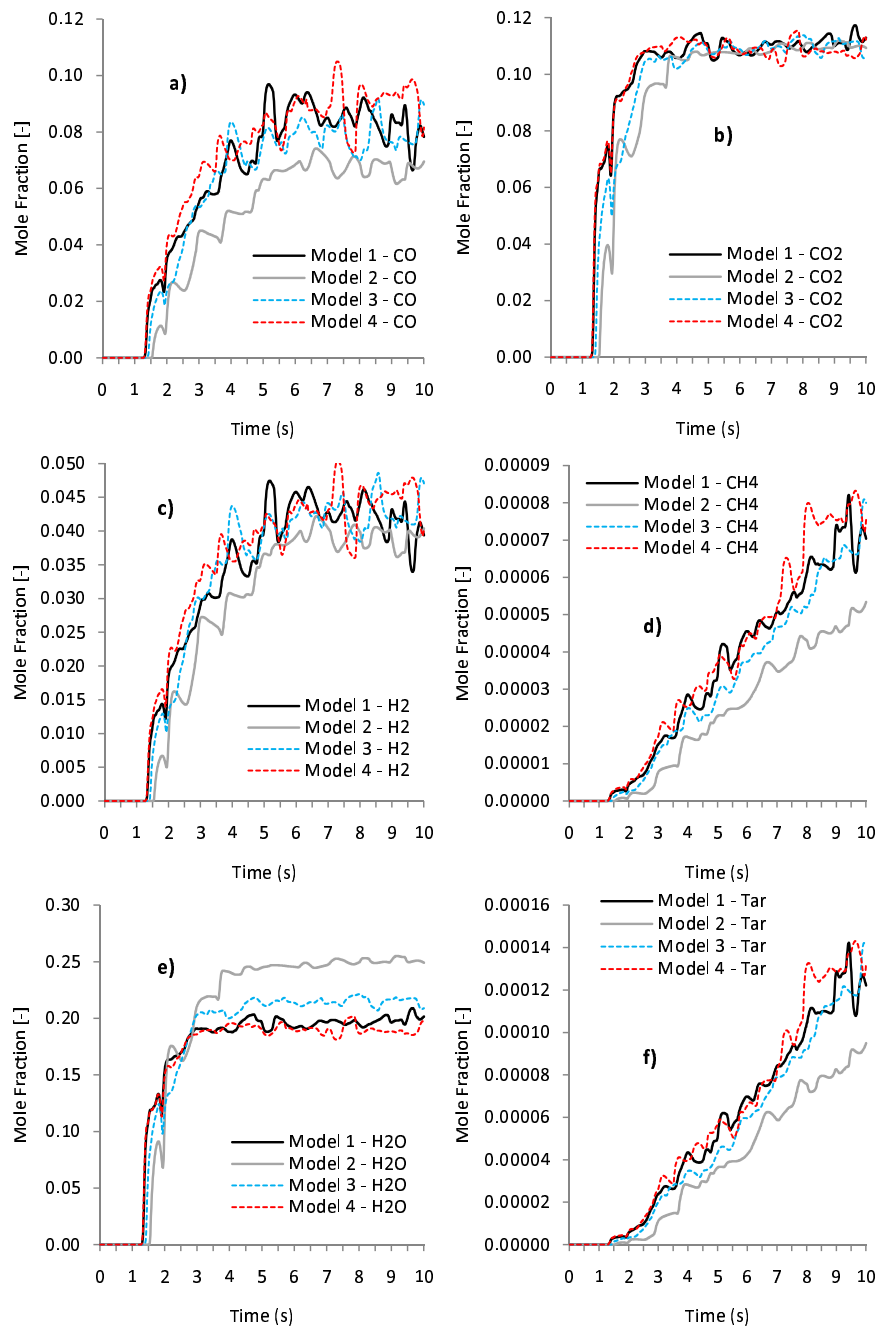 0.12
0.10
0.08
0.06
0.04
0.02
0.00
Mole Fraction [-]
a)
Model 1 - CO
Model 2 - CO
Model 3 - CO
Model 4 - CO
0 1 2 3 4 5 6 7 8 9 10
Time (s)
0.12
0.10
0.08
0.06
0.04
0.02
0.00
Mole Fraction [-]
b)
Model 1 - CO2
Model 2 - CO2
Model 3 - CO2
Model 4 - CO2
0 1 2 3 4 5 6 7 8 9 10
Time (s)
0.050
0.045
0.040
0.035
0.030
0.025
0.020
0.015
0.010
0.005
0.000
Mole Fraction [-]
c)
Model 1 - H2
Model 2 - H2
Model 3 - H2
Model 4 - H2
0 1 2 3 4 5 6 7 8 9 10
Time (s)
0.00009
0.00008
0.00007
0.00006
0.00005
0.00004
0.00003
0.00002
0.00001
0.00000
Mole Fraction [-]
Model 1 - CH4
Model 2 - CH4
Model 3 - CH4
Model 4 - CH4
d)
0 1 2 3 4 5 6 7 8 9 10
Time (s)
0.30
0.25
0.20
0.15
0.10
0.05
0.00
Mole Fraction [-]
e)
Model 1 - H2O
Model 2 - H2O
Model 3 - H2O
Model 4 - H2O
0 1 2 3 4 5 6 7 8 9 10
Time (s)
0.00016
0.00014
0.00012
0.00010
0.00008
0.00006
0.00004
0.00002
0.00000
Mole Fraction [-]
Model 1 - Tar
Model 2 - Tar
Model 3 - Tar
Model 4 - Tar
f)
0 1 2 3 4 5 6 7 8 9 10
Time (s)